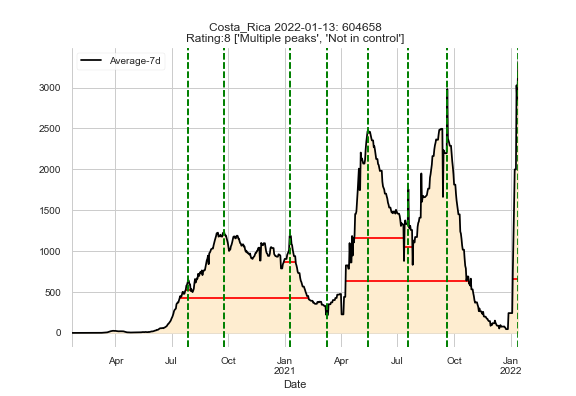 Costa_Rica 2022-01-13: 604658
Rating:8 ['Multiple peaks', 'Not in control']
Average-7d
3000
2500
2000
1500
1000
500
0
Apr Jul Oct Jan Apr Jul Oct Jan
2021 2022
Date